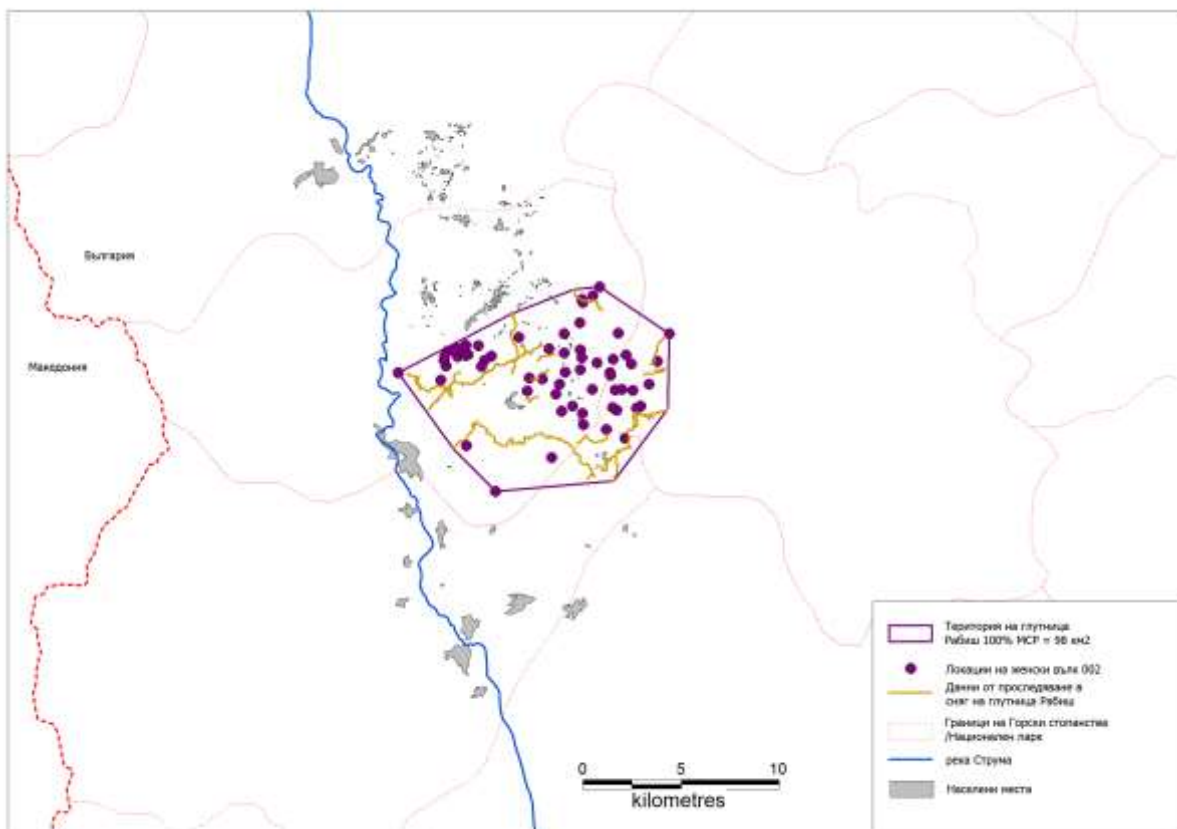 България
Македония
Територия на глутница
Рабиш 100% МСР = 98 км2
Локации на женски вълк 002
Данни от проследяване в
сняг на глутница Рабиш
Граници на Горски стопанства
/Национален парк
река Струма
Населени места
0 5 10
kilometres